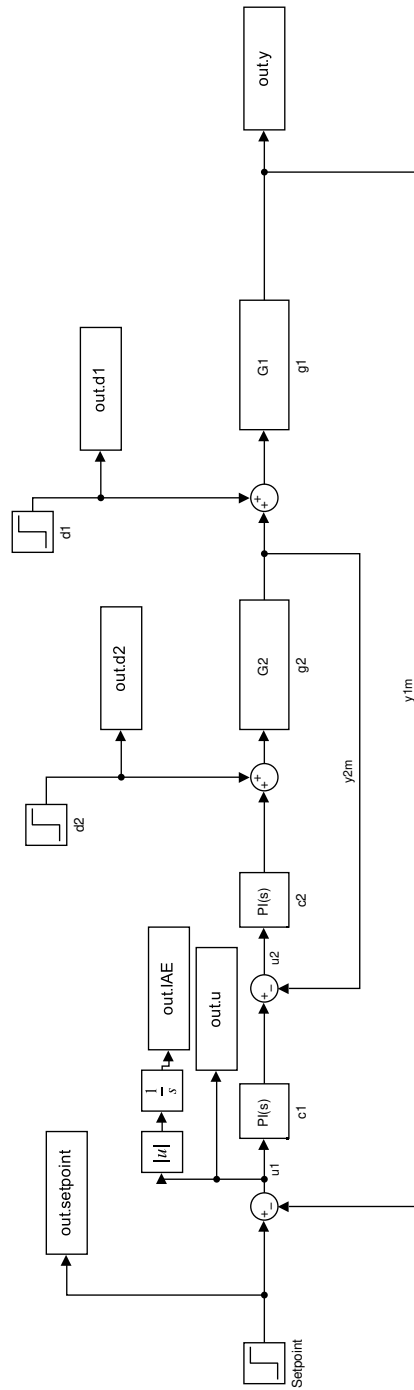 Setpoint
out.setpoint
+
−
u1
|u|
1
s
out.IAE
out.u
PI(s)
c1
+
−
u2
PI(s)
c2
d2
out.d2
+
+
G2
g2
y2m
d1
out.d1
+
+
G1
g1
out.y
y1m